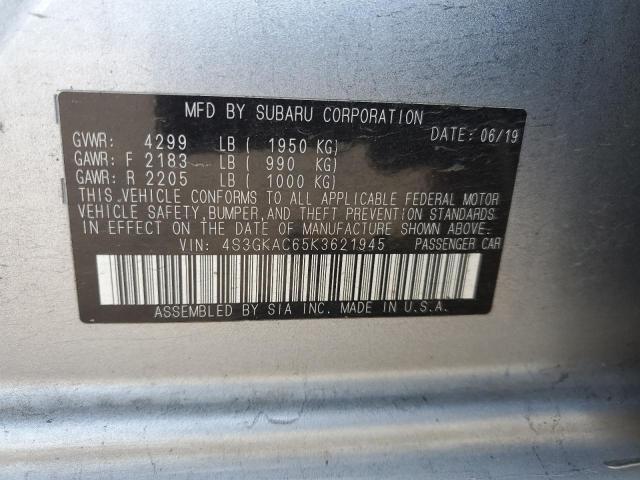 MFD BY SUBARU CORPORATION
GVWR: 4299 LB ( 1950 KG) DATE: 06/19
GAWR: F 2183 LB ( 990 KG)
GAWR: R 2205 LB ( 1000 KG)
THIS VEHICLE CONFORMS TO ALL APPLICABLE FEDERAL MOTOR
VEHICLE SAFETY, BUMPER, AND THEFT PREVENTION STANDARDS
IN EFFECT ON THE DATE OF MANUFACTURE SHOWN ABOVE.
VIN: 4S3GKAC65K3621945 PASSENGER CAR
ASSEMBLED BY SIA INC. MADE IN U.S.A.